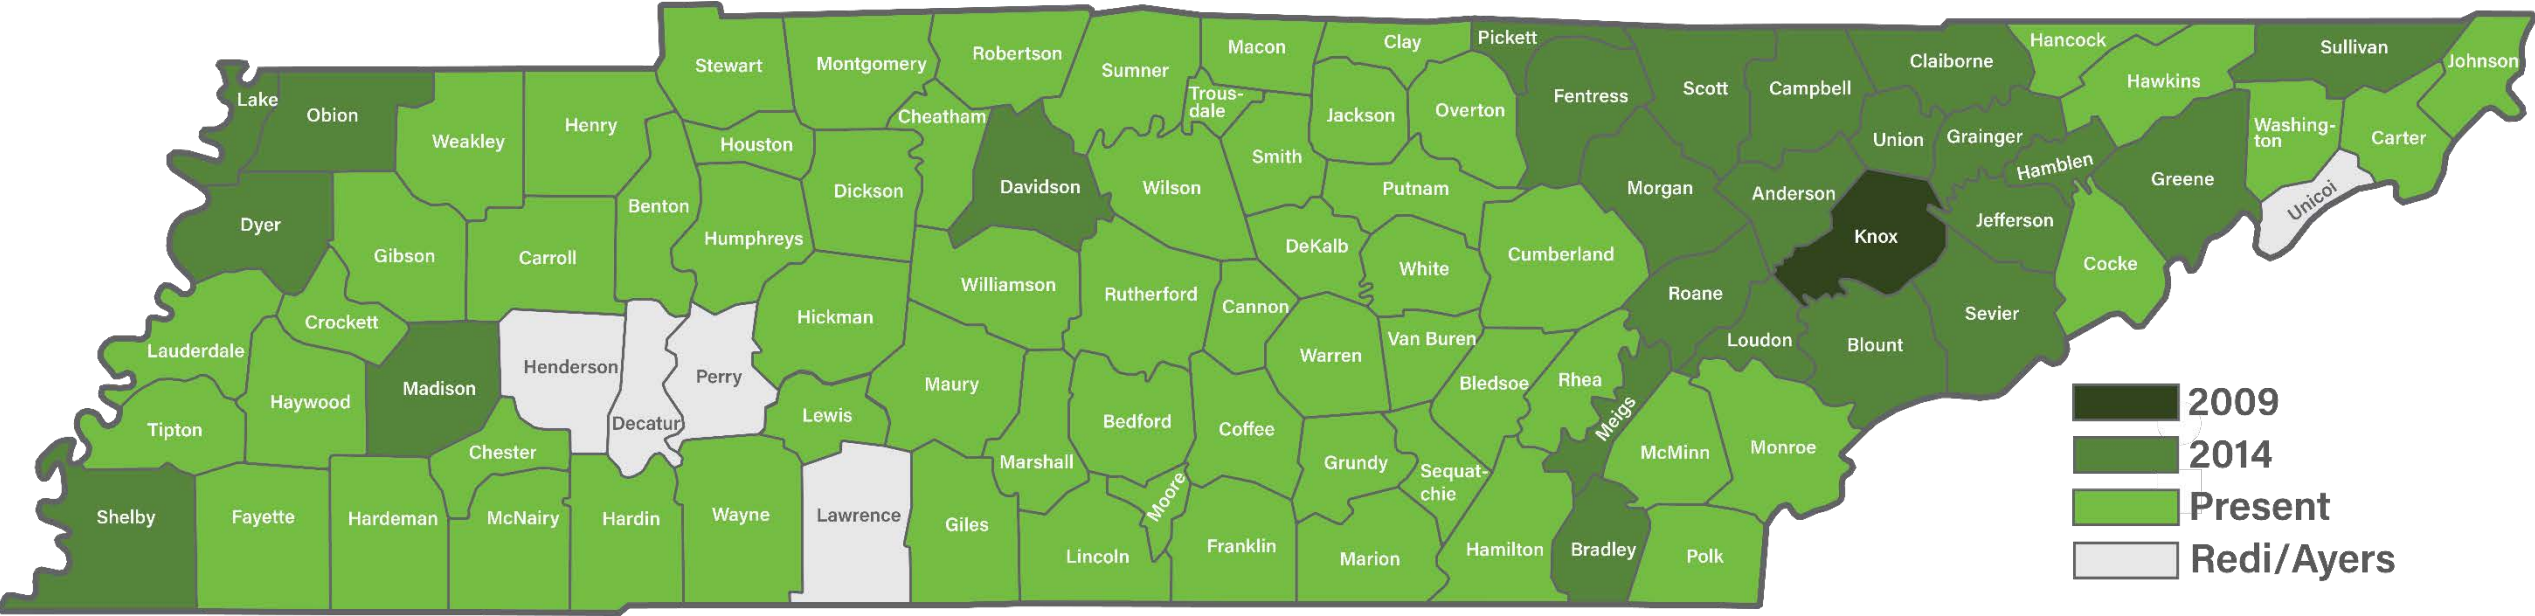 Stewart
Montgomery
Robertson
Sumner
Macon
Clay
Pickett
Hancock
Sullivan
Johnson
Lake
Obion
Weakley
Henry
Houston
Cheatham
Trous-
dale
Jackson
Overton
Fentress
Scott
Campbell
Claiborne
Hawkins
Union
Grainger
Hamblen
Washing-
ton
Carter
Dyer
Gibson
Carroll
Benton
Humphreys
Dickson
Davidson
Wilson
Smith
Putnam
Morgan
Anderson
Knox
Jefferson
Greene
Unicoi
Cocke
Williamson
Rutherford
Cannon
DeKalb
White
Cumberland
Roane
Loudon
Blount
Sevier
Lauderdale
Crockett
Hickman
Henderson
Decatur
Perry
Lewis
Maury
Warren
Van Buren
Bledsoe
Rhea
Meigs
McMinn
Monroe
Tipton
Haywood
Madison
Chester
Marshall
Bedford
Coffee
Grundy
Sequat-
chie
Shelby
Fayette
Hardeman
McNairy
Hardin
Wayne
Lawrence
Giles
Lincoln
Moore
Franklin
Marion
Hamilton
Bradley
Polk
2009
2014
Present
Redi/Ayers